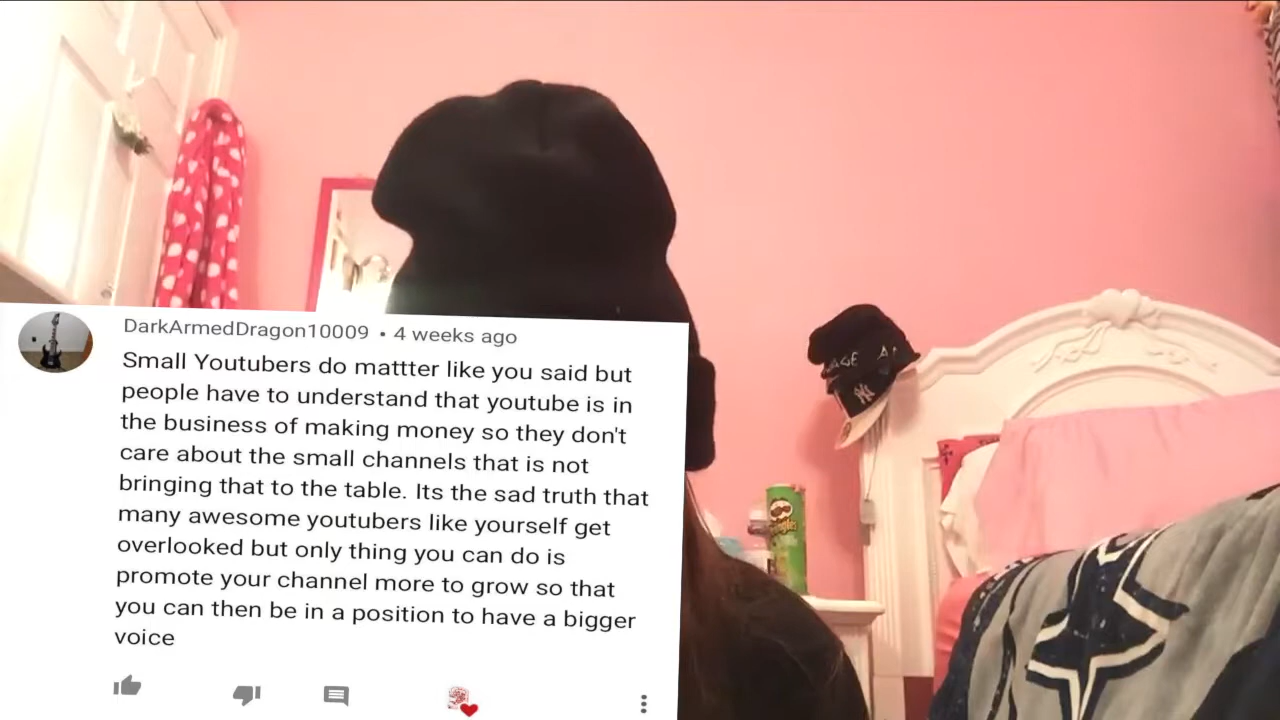 DarkArmedDragon10009 • 4 weeks ago
Small Youtubers do mattter like you said but
people have to understand that youtube is in
the business of making money so they don't
care about the small channels that is not
bringing that to the table. Its the sad truth that
many awesome youtubers like yourself get
overlooked but only thing you can do is
promote your channel more to grow so that
you can then be in a position to have a bigger
voice
NY
Pringles